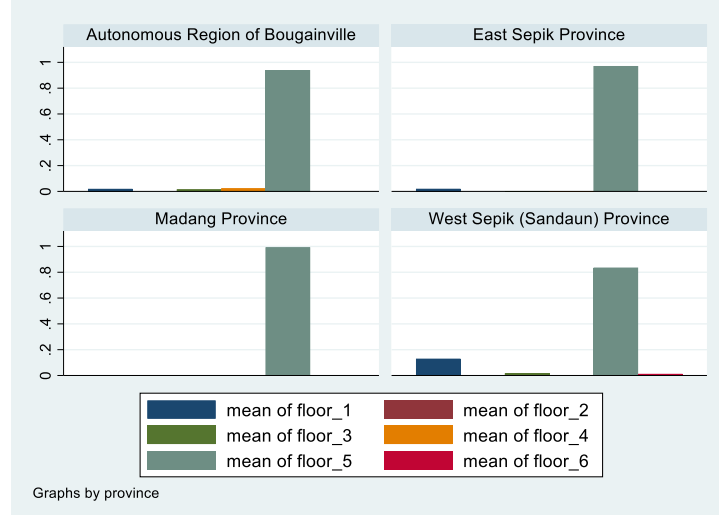 Autonomous Region of Bougainville
East Sepik Province
0 .2 .4 .6 .8 1
Madang Province
West Sepik (Sandaun) Province
0 .2 .4 .6 .8 1
mean of floor_1
mean of floor_2
mean of floor_3
mean of floor_4
mean of floor_5
mean of floor_6
Graphs by province